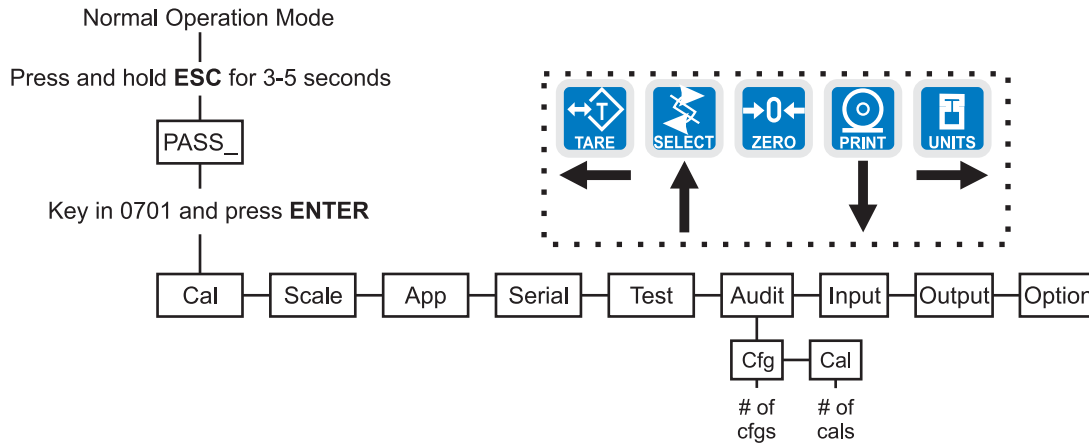 Normal Operation Mode
Press and hold ESC for 3-5 seconds
PASS_
Key in 0701 and press ENTER
T
TARE
SELECT
0
ZERO
PRINT
UNITS
Cal
Scale
App
Serial
Test
Audit
Input
Output
Option
Cfg
Cal
# of
cfgs
# of
cals